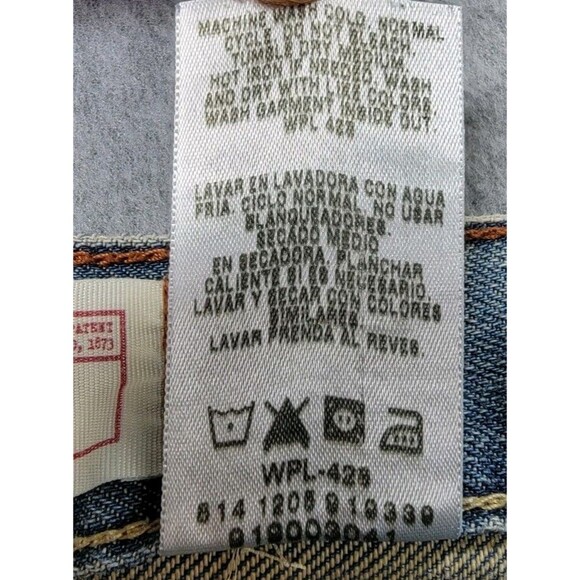 MACHINE WASH COLD, NORMAL
CYCLE. DO NOT BLEACH.
TUMBLE DRY MEDIUM.
HOT IRON IF NEEDED. WASH
AND DRY WITH LIKE COLORS.
WASH GARMENT INSIDE OUT.
WPL 423
LAVAR EN LAVADORA CON AGUA
FRIA. CICLO NORMAL. NO USAR
BLANQUEADORES.
SECADO MEDIO
EN SECADORA. PLANCHAR
CALIENTE SI ES NECESARIO.
LAVAR Y SECAR CON COLORES
SIMILARES.
LAVAR PRENDA AL REVES.
PATENT
1873
WPL-423